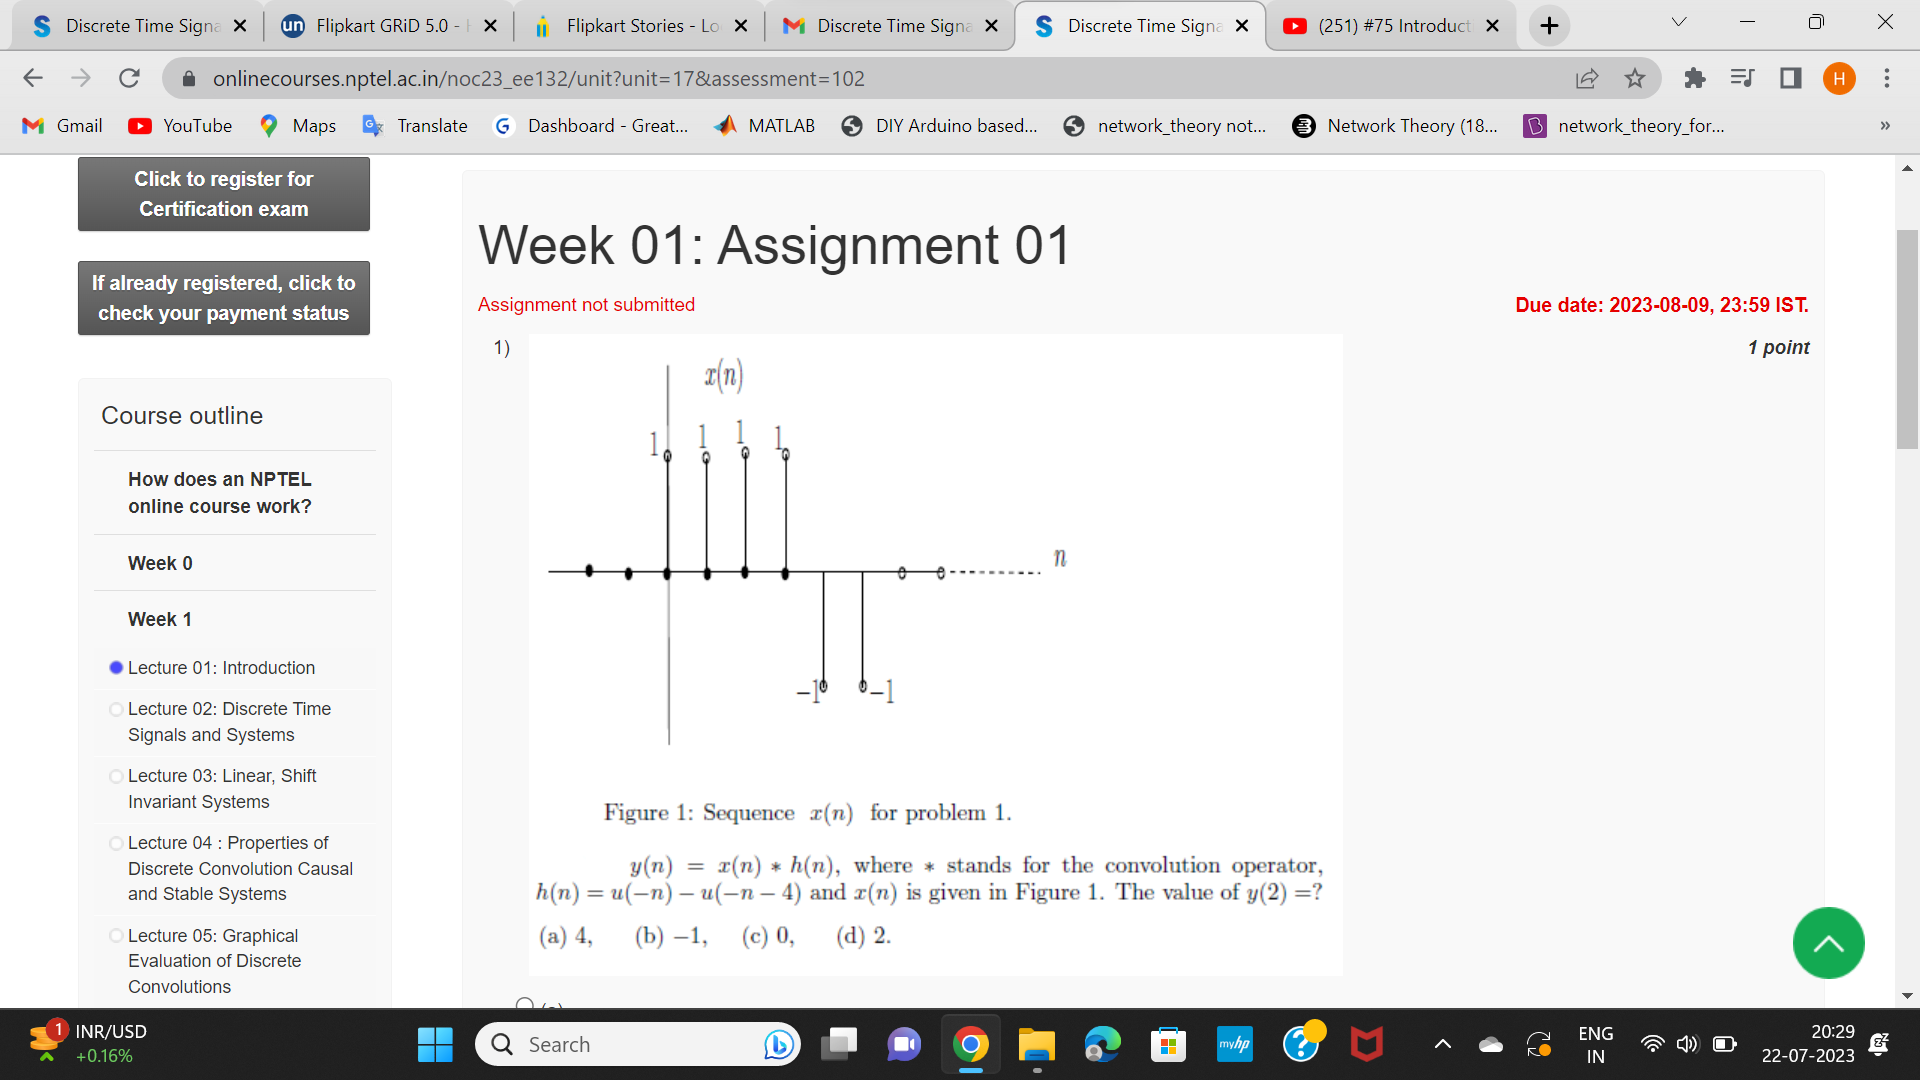 Discrete Time Signa
Flipkart GRiD 5.0 -
Flipkart Stories - Lo
Discrete Time Signa
Discrete Time Signa
(251) #75 Introduct
onlinecourses.nptel.ac.in/noc23_ee132/unit?unit=17&assessment=102
H
Gmail
YouTube
Maps
Translate
Dashboard - Great...
MATLAB
DIY Arduino based...
network_theory not...
Network Theory (18...
network_theory_for...
»
Click to register for
Certification exam
If already registered, click to
check your payment status
Course outline
How does an NPTEL
online course work?
Week 0
Week 1
Lecture 01: Introduction
Lecture 02: Discrete Time
Signals and Systems
Lecture 03: Linear, Shift
Invariant Systems
Lecture 04 : Properties of
Discrete Convolution Causal
and Stable Systems
Lecture 05: Graphical
Evaluation of Discrete
Convolutions
Week 01: Assignment 01
Assignment not submitted
Due date: 2023-08-09, 23:59 IST.
1)
1 point
x(n)
1 1 1 1
n
−1 −1
Figure 1: Sequence x(n) for problem 1.
y(n) = x(n) * h(n), where * stands for the convolution operator,
h(n) = u(−n) − u(−n − 4) and x(n) is given in Figure 1. The value of y(2) =?
(a) 4, (b) −1, (c) 0, (d) 2.
1
INR/USD
+0.16%
Search
myhp
ENG
IN
20:29
22-07-2023